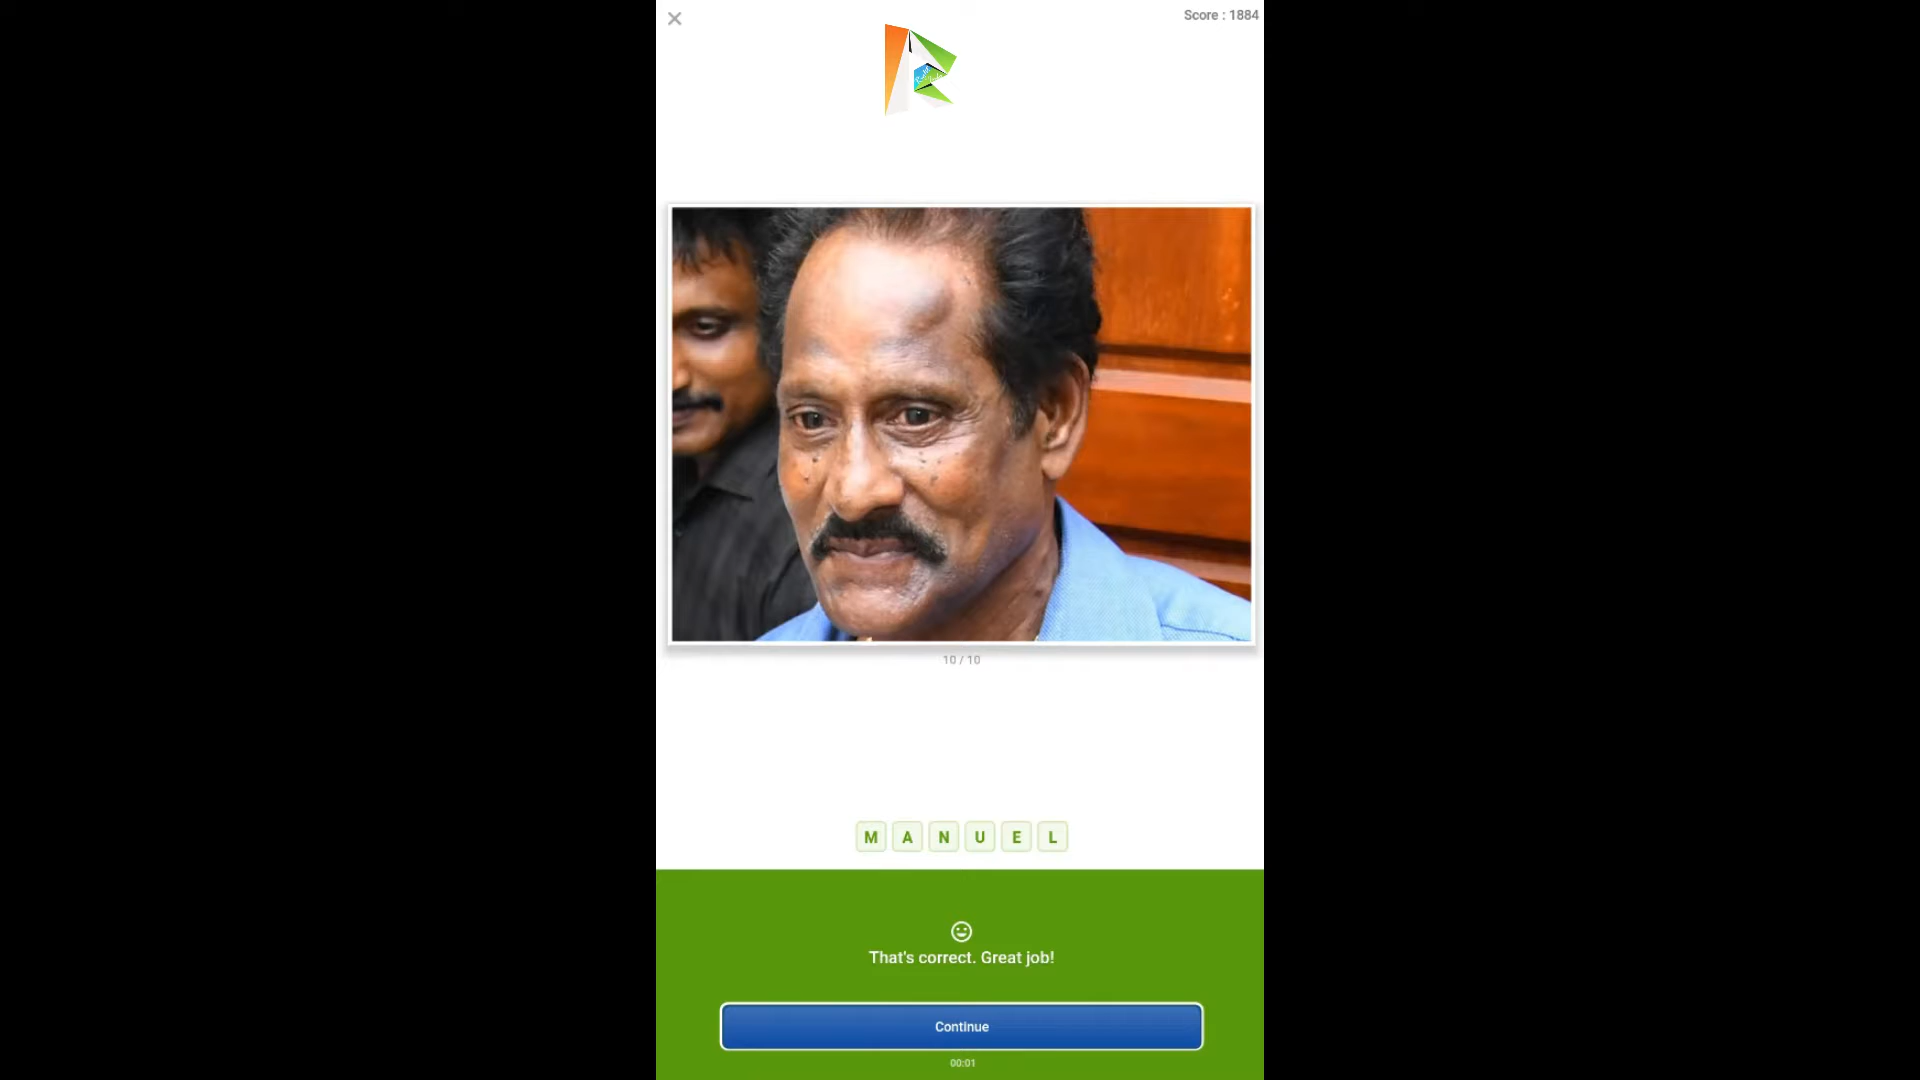 Score : 1884
10 / 10
M A N U E L
That's correct. Great job!
Continue
00:01